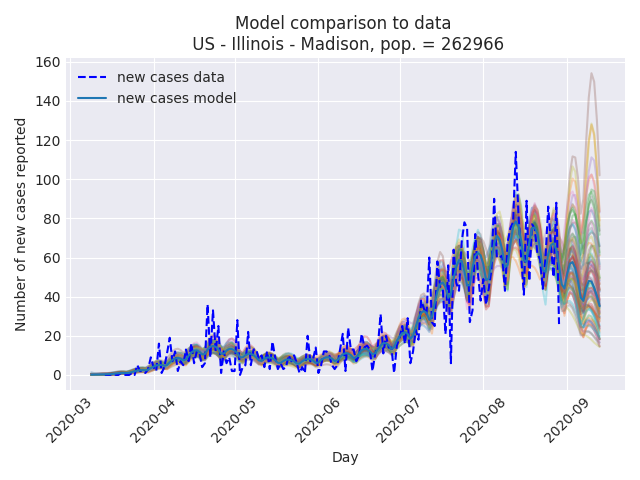 Model comparison to data
US - Illinois - Madison, pop. = 262966
new cases data
new cases model
Number of new cases reported
160
140
120
100
80
60
40
20
0
2020-03
2020-04
2020-05
2020-06
2020-07
2020-08
2020-09
Day